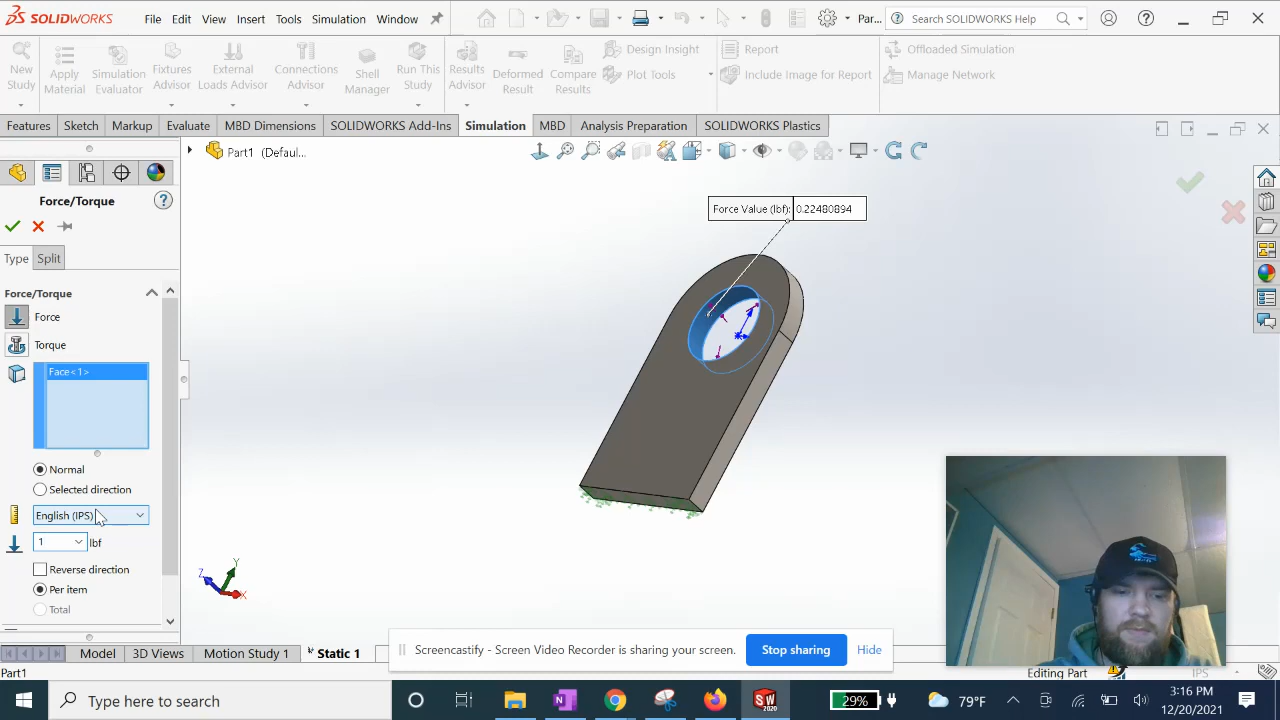 SOLIDWORKS File Edit View Insert Tools Simulation Window Par... Search SOLIDWORKS Help
New Study
Apply Material
Simulation Evaluator
Fixtures Advisor
External Loads Advisor
Connections Advisor
Shell Manager
Run This Study
Results Advisor
Deformed Result
Compare Results
Design Insight
Plot Tools
Report
Include Image for Report
Offloaded Simulation
Manage Network
Features Sketch Markup Evaluate MBD Dimensions SOLIDWORKS Add-Ins Simulation MBD Analysis Preparation SOLIDWORKS Plastics
Part1 (Defaul...
Force/Torque
Type Split
Force/Torque
Force
Torque
Face<1>
Normal
Selected direction
English (IPS)
1 lbf
Reverse direction
Per item
Total
Force Value (lbf): 0.22480894
Y
Z
X
Model 3D Views Motion Study 1 Static 1
Screencastify - Screen Video Recorder is sharing your screen. Stop sharing Hide
Part1 Editing Part IPS
Type here to search
SW 2020
29%
79°F
3:16 PM
12/20/2021